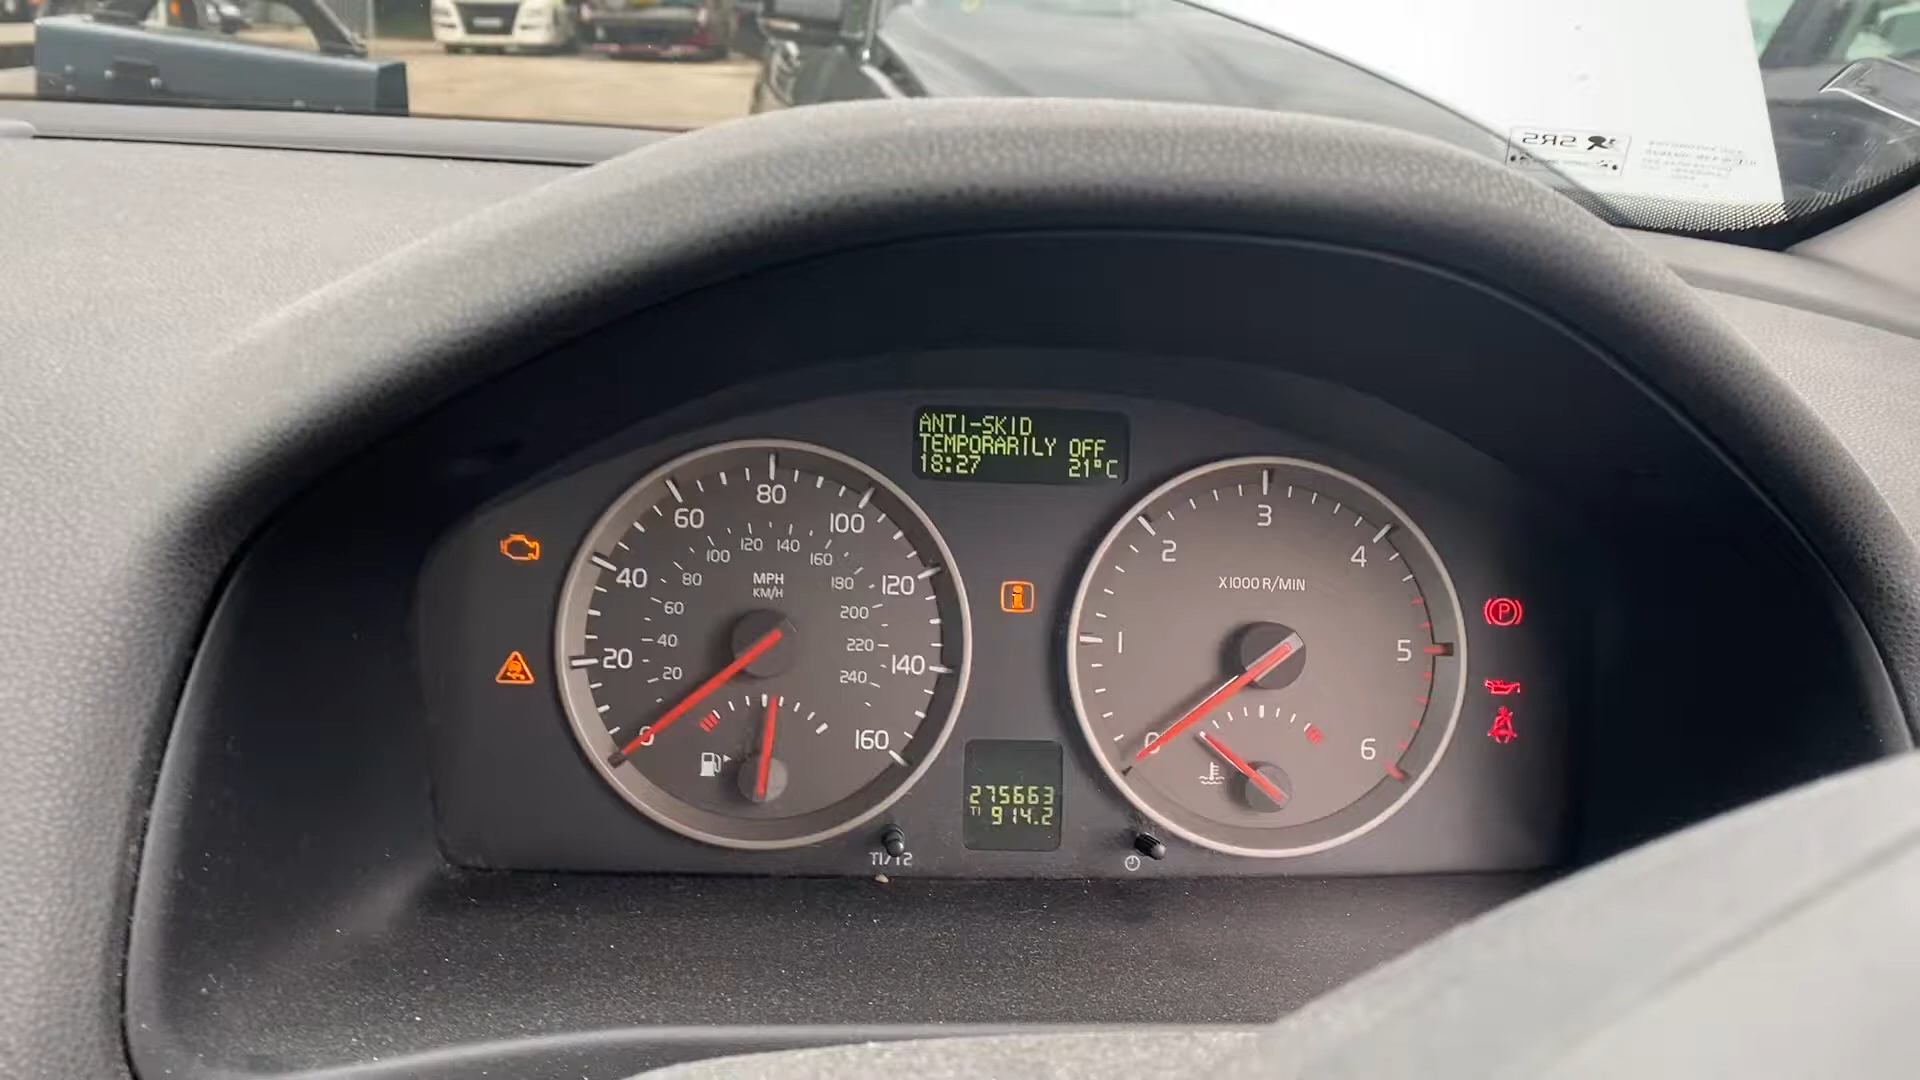 SRS
ANTI-SKID
TEMPORARILY OFF
18:27 21°C
0 20 40 60 80 100 120 140 160
20 40 60 80 100 120 140 160 180 200 220 240
MPH
KM/H
0 1 2 3 4 5 6
X1000 R/MIN
P
275663
T1 914.2
T1/T2